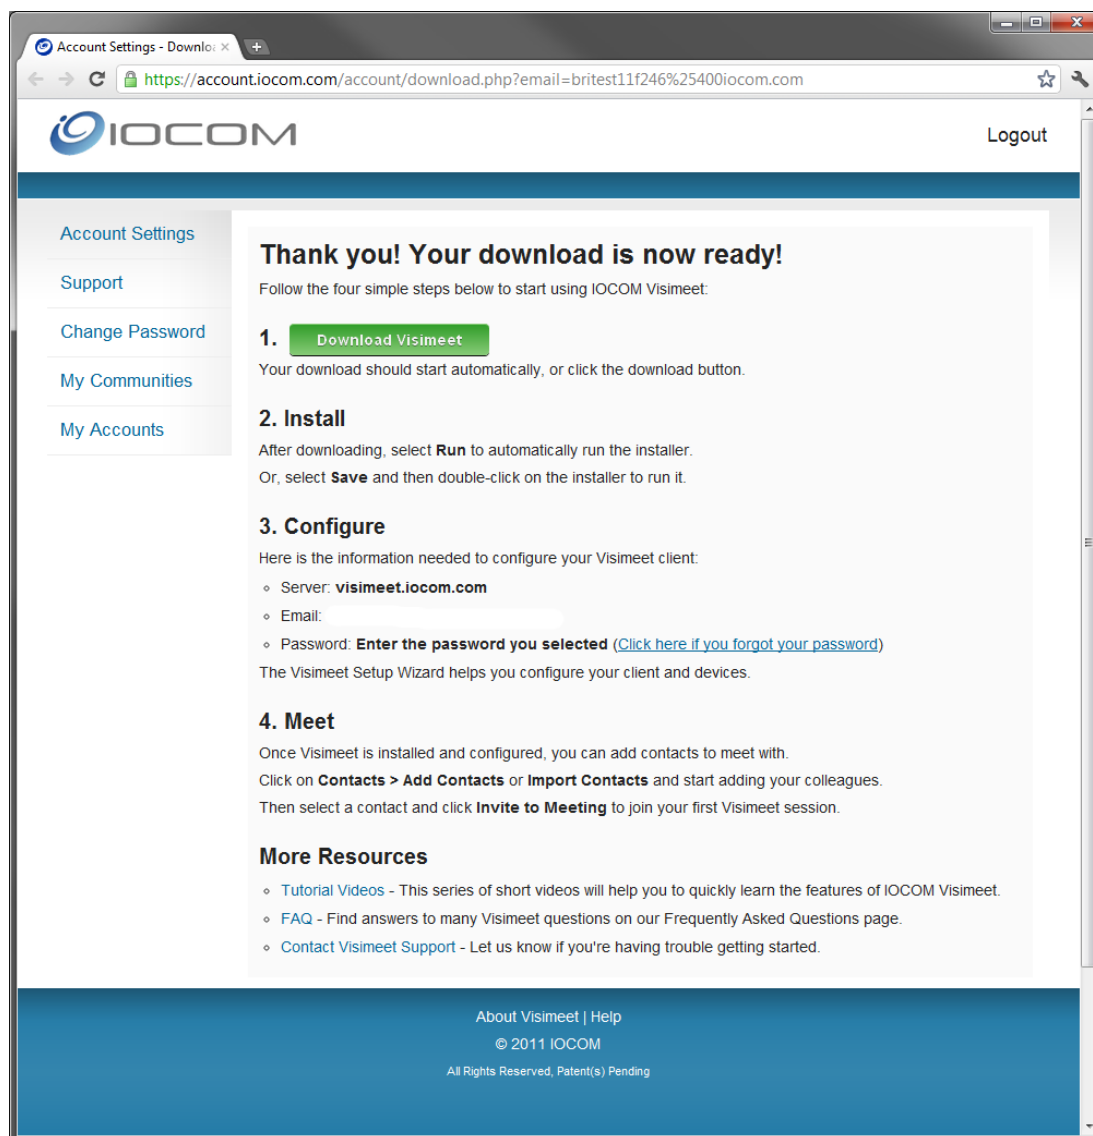 Account Settings - Downlo
https://account.iocom.com/account/download.php?email=britest11f246%25400iocom.com
IOCOM
Logout
Account Settings
Support
Change Password
My Communities
My Accounts
Thank you! Your download is now ready!
Follow the four simple steps below to start using IOCOM Visimeet:
1. Download Visimeet
Your download should start automatically, or click the download button.
2. Install
After downloading, select Run to automatically run the installer.
Or, select Save and then double-click on the installer to run it.
3. Configure
Here is the information needed to configure your Visimeet client:
Server: visimeet.iocom.com
Email:
Password: Enter the password you selected (Click here if you forgot your password)
The Visimeet Setup Wizard helps you configure your client and devices.
4. Meet
Once Visimeet is installed and configured, you can add contacts to meet with.
Click on Contacts > Add Contacts or Import Contacts and start adding your colleagues.
Then select a contact and click Invite to Meeting to join your first Visimeet session.
More Resources
Tutorial Videos - This series of short videos will help you to quickly learn the features of IOCOM Visimeet.
FAQ - Find answers to many Visimeet questions on our Frequently Asked Questions page.
Contact Visimeet Support - Let us know if you're having trouble getting started.
About Visimeet | Help
© 2011 IOCOM
All Rights Reserved, Patent(s) Pending